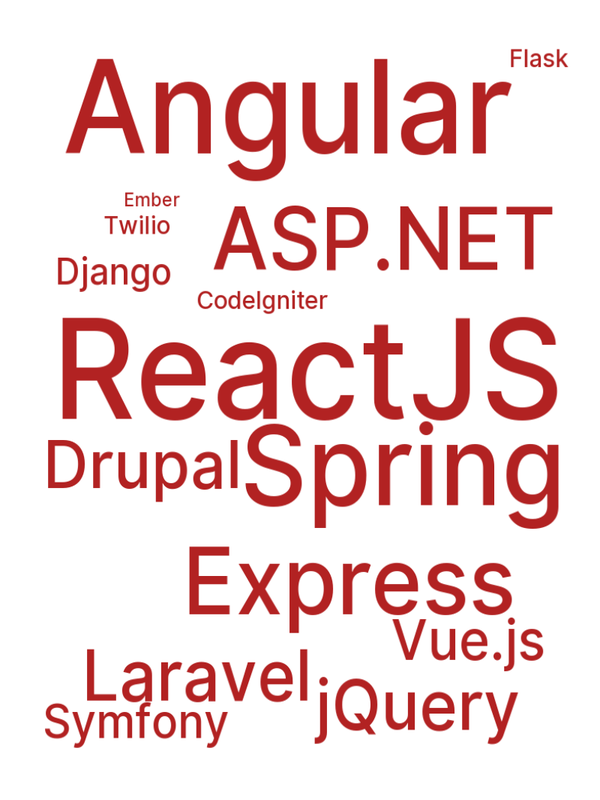 Flask
Angular
Ember
Twilio
ASP.NET
Django
CodeIgniter
ReactJS
Drupal
Spring
Express
Vue.js
Laravel
jQuery
Symfony